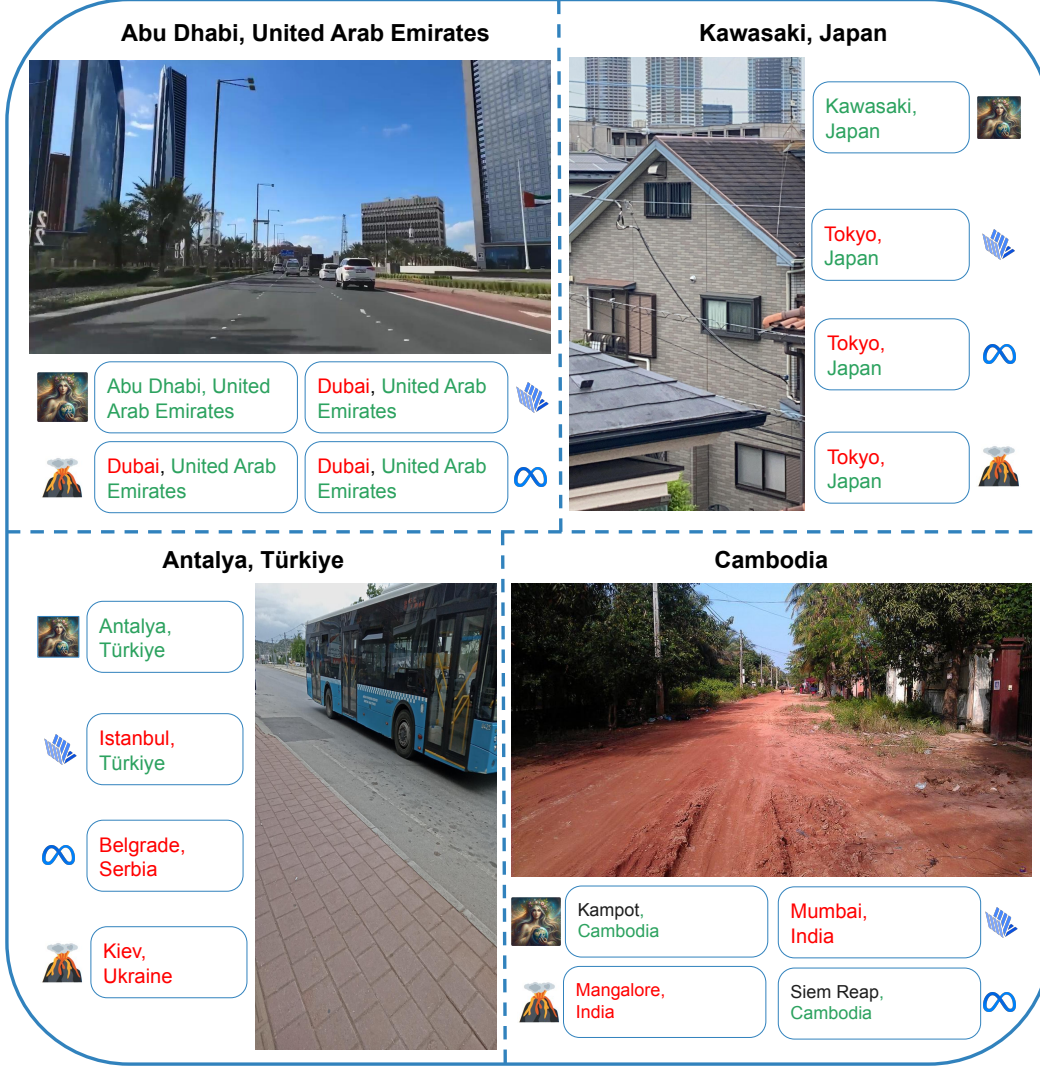 Abu Dhabi, United Arab Emirates
Abu Dhabi, United
Arab Emirates
Dubai, United Arab
Emirates
Dubai, United Arab
Emirates
Dubai, United Arab
Emirates
Kawasaki, Japan
Kawasaki,
Japan
Tokyo,
Japan
Tokyo,
Japan
Tokyo,
Japan
Antalya, Türkiye
Antalya,
Türkiye
Istanbul,
Türkiye
Belgrade,
Serbia
Kiev,
Ukraine
Cambodia
Kampot,
Cambodia
Mumbai,
India
Mangalore,
India
Siem Reap,
Cambodia